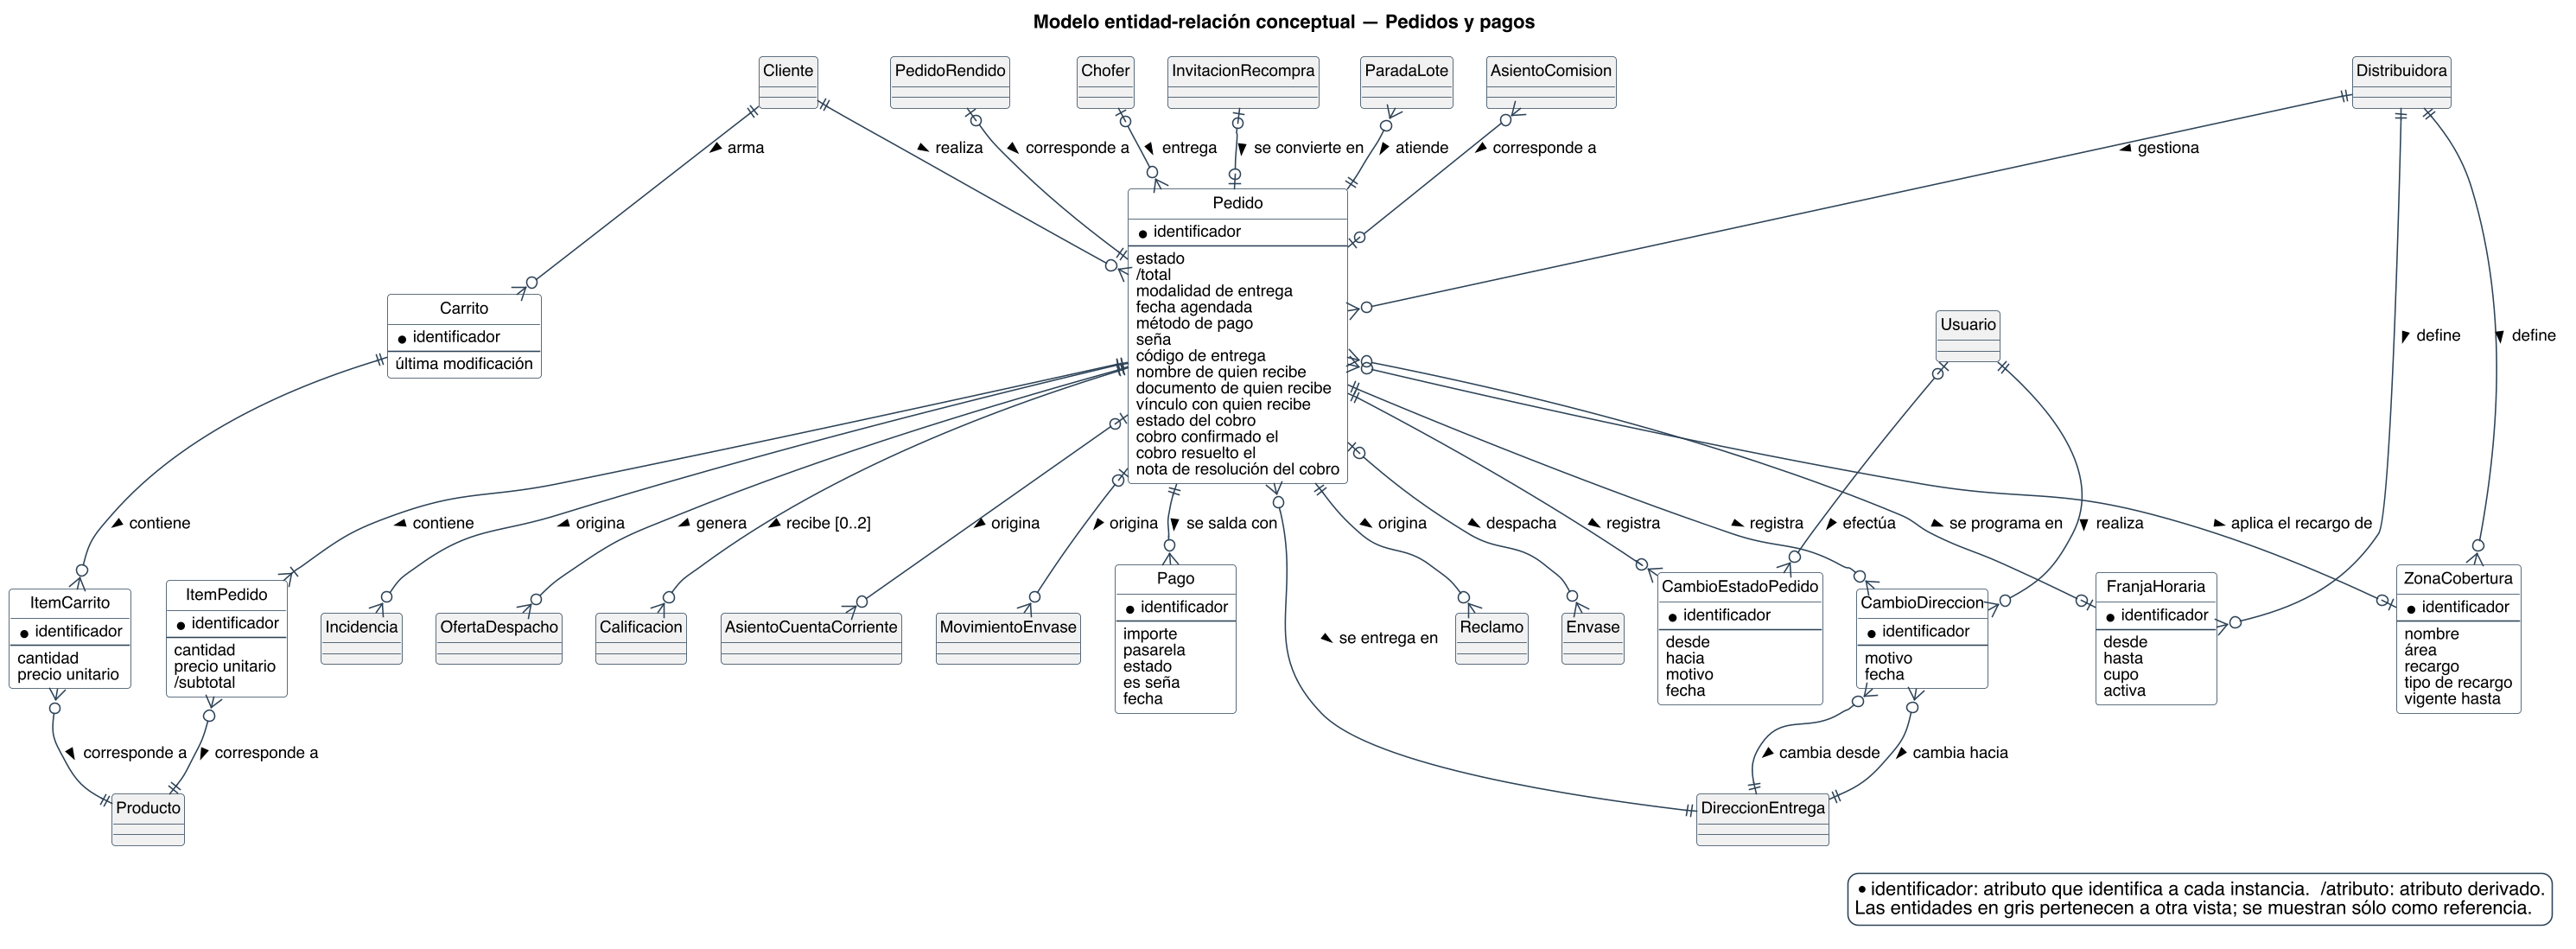 Modelo entidad-relación conceptual — Pedidos y pagos
Cliente
PedidoRendido
Chofer
InvitacionRecompra
ParadaLote
AsientoComision
Distribuidora
arma
realiza
corresponde a
entrega
se convierte en
atiende
corresponde a
gestiona
Pedido
● identificador
estado
/total
modalidad de entrega
fecha agendada
método de pago
seña
código de entrega
nombre de quien recibe
documento de quien recibe
vínculo con quien recibe
estado del cobro
cobro confirmado el
cobro resuelto el
nota de resolución del cobro
Carrito
● identificador
última modificación
Usuario
define
define
contiene
contiene
origina
genera
recibe [0..2]
origina
origina
se salda con
origina
despacha
registra
registra
efectúa
se programa en
realiza
aplica el recargo de
ItemCarrito
● identificador
cantidad
precio unitario
ItemPedido
● identificador
cantidad
precio unitario
/subtotal
Incidencia
OfertaDespacho
Calificacion
AsientoCuentaCorriente
MovimientoEnvase
Pago
● identificador
importe
pasarela
estado
es seña
fecha
se entrega en
Reclamo
Envase
CambioEstadoPedido
● identificador
desde
hacia
motivo
fecha
CambioDireccion
● identificador
motivo
fecha
FranjaHoraria
● identificador
desde
hasta
cupo
activa
ZonaCobertura
● identificador
nombre
área
recargo
tipo de recargo
vigente hasta
corresponde a
corresponde a
cambia desde
cambia hacia
Producto
DireccionEntrega
● identificador: atributo que identifica a cada instancia.  /atributo: atributo derivado.
Las entidades en gris pertenecen a otra vista; se muestran sólo como referencia.